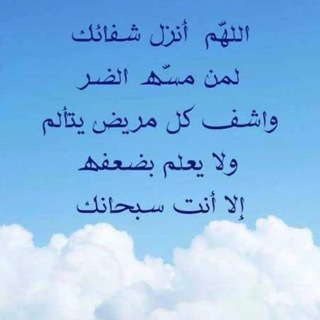 اللهّم أنزل شفائك
لمن مسّه الضر
واشف كل مريض يتألم
ولا يعلم بضعفه
إلا أنت سبحانك